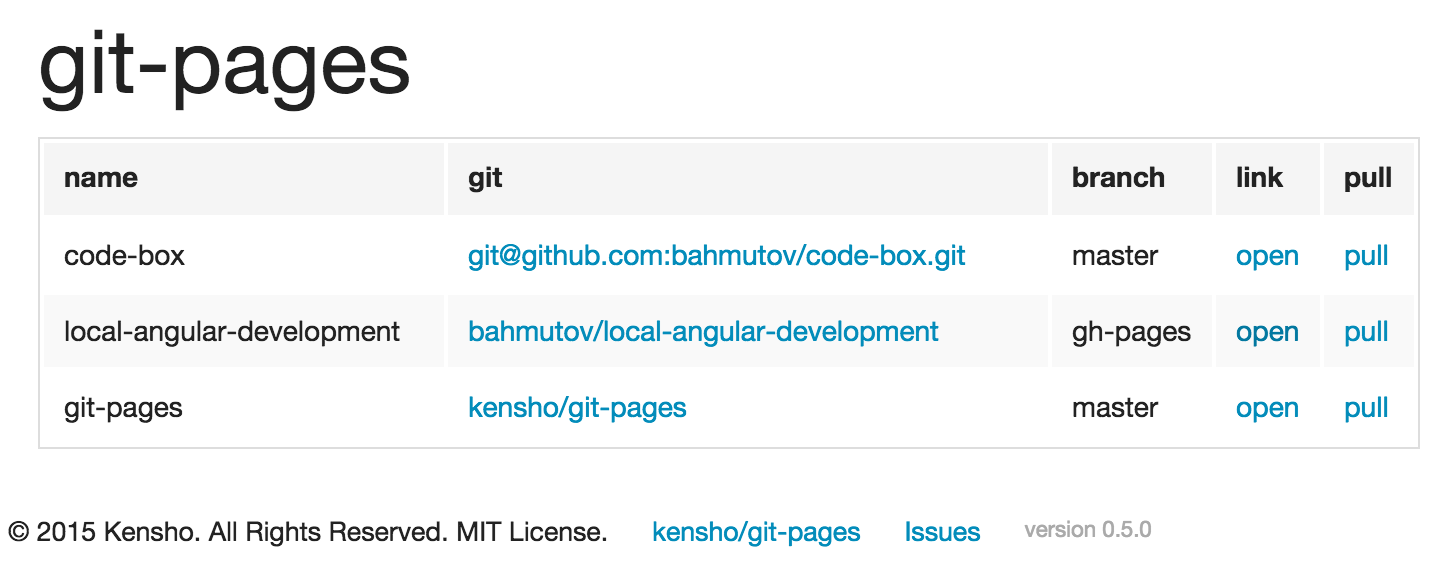 git-pages
name git branch link pull
code-box git@github.com:bahmutov/code-box.git master open pull
local-angular-development bahmutov/local-angular-development gh-pages open pull
git-pages kensho/git-pages master open pull
© 2015 Kensho. All Rights Reserved. MIT License. kensho/git-pages Issues version 0.5.0